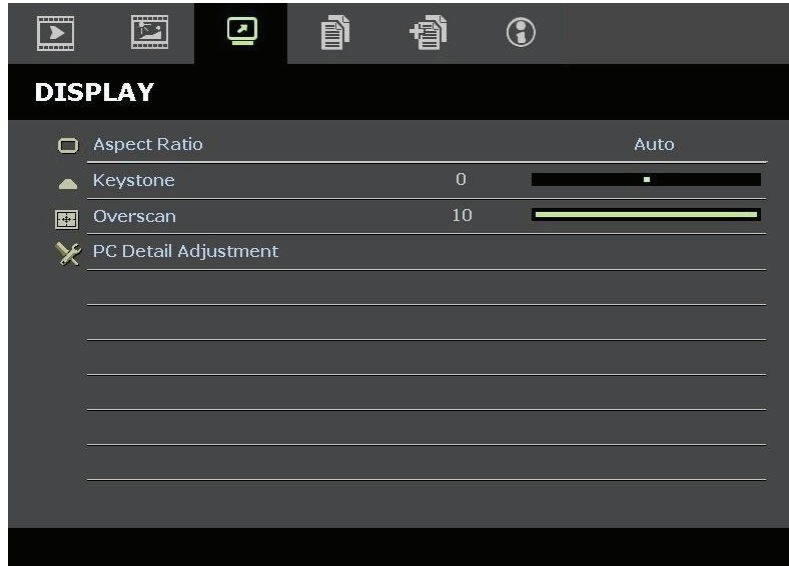 DISPLAY
Aspect Ratio Auto
Keystone 0
Overscan 10
PC Detail Adjustment